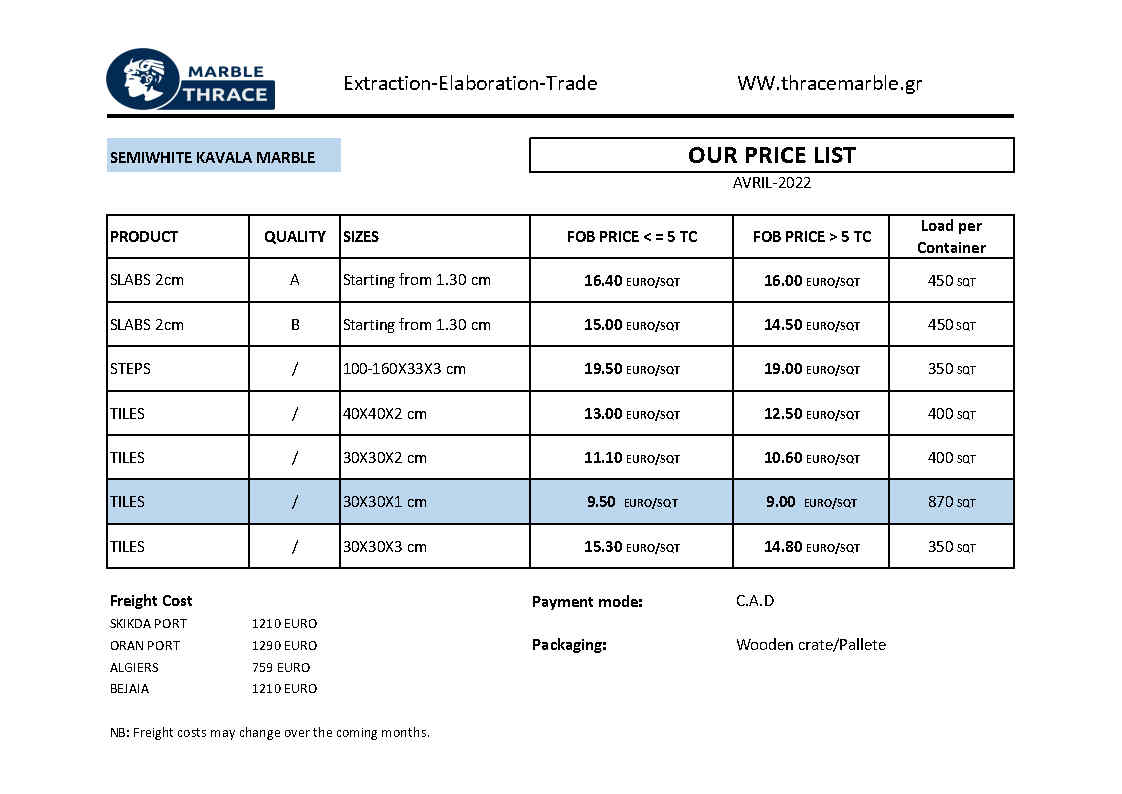 MARBLE
THRACE
Extraction-Elaboration-Trade
WW.thracemarble.gr
SEMIWHITE KAVALA MARBLE
OUR PRICE LIST
AVRIL-2022
PRODUCT QUALITY SIZES FOB PRICE < = 5 TC FOB PRICE > 5 TC Load per Container
SLABS 2cm A Starting from 1.30 cm 16.40 EURO/SQT 16.00 EURO/SQT 450 SQT
SLABS 2cm B Starting from 1.30 cm 15.00 EURO/SQT 14.50 EURO/SQT 450 SQT
STEPS / 100-160X33X3 cm 19.50 EURO/SQT 19.00 EURO/SQT 350 SQT
TILES / 40X40X2 cm 13.00 EURO/SQT 12.50 EURO/SQT 400 SQT
TILES / 30X30X2 cm 11.10 EURO/SQT 10.60 EURO/SQT 400 SQT
TILES / 30X30X1 cm 9.50 EURO/SQT 9.00 EURO/SQT 870 SQT
TILES / 30X30X3 cm 15.30 EURO/SQT 14.80 EURO/SQT 350 SQT
Freight Cost
SKIKDA PORT 1210 EURO
ORAN PORT 1290 EURO
ALGIERS 759 EURO
BEJAIA 1210 EURO
Payment mode: C.A.D
Packaging: Wooden crate/Pallete
NB: Freight costs may change over the coming months.